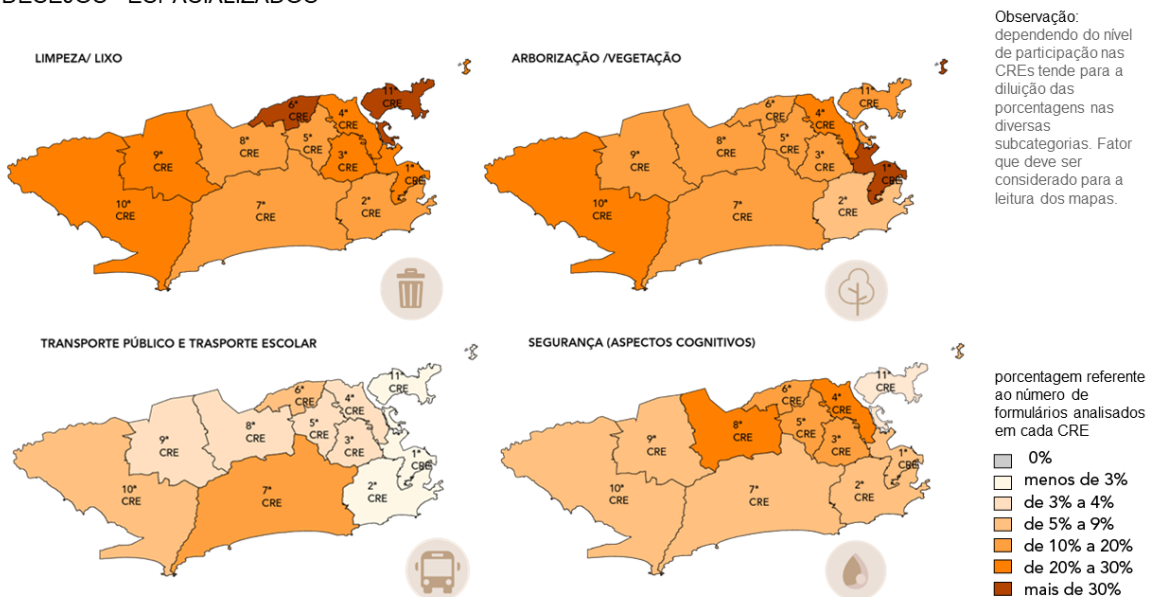 DESEJOS - ESPACIALIZADOS
LIMPEZA/ LIXO
6ª
CRE
11ª
CRE
4ª
CRE
9ª
CRE
8ª
CRE
5ª
CRE
3ª
CRE
1ª
CRE
10ª
CRE
7ª
CRE
2ª
CRE
ARBORIZAÇÃO /VEGETAÇÃO
6ª
CRE
11ª
CRE
4ª
CRE
9ª
CRE
8ª
CRE
5ª
CRE
3ª
CRE
1ª
CRE
10ª
CRE
7ª
CRE
2ª
CRE
Observação:
dependendo do nível
de participação nas
CREs tende para a
diluição das
porcentagens nas
diversas
subcategorias. Fator
que deve ser
considerado para a
leitura dos mapas.
TRANSPORTE PÚBLICO E TRASPORTE ESCOLAR
6ª
CRE
11ª
CRE
4ª
CRE
9ª
CRE
8ª
CRE
5ª
CRE
3ª
CRE
1ª
CRE
10ª
CRE
7ª
CRE
2ª
CRE
SEGURANÇA (ASPECTOS COGNITIVOS)
6ª
CRE
11ª
CRE
4ª
CRE
9ª
CRE
8ª
CRE
5ª
CRE
3ª
CRE
1ª
CRE
10ª
CRE
7ª
CRE
2ª
CRE
porcentagem referente
ao número de
formulários analisados
em cada CRE
0%
menos de 3%
de 3% a 4%
de 5% a 9%
de 10% a 20%
de 20% a 30%
mais de 30%